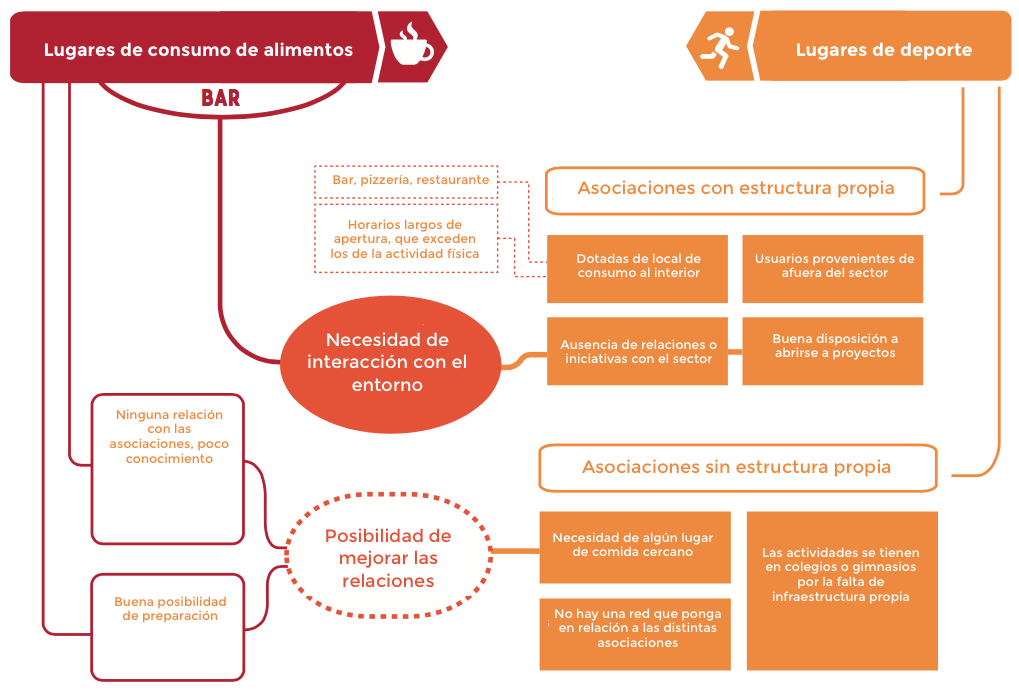 Lugares de consumo de alimentos
BAR
Lugares de deporte
Bar, pizzería, restaurante
Horarios largos de
apertura, que exceden
los de la actividad física
Asociaciones con estructura propia
Dotadas de local de
consumo al interior
Usuarios provenientes de
afuera del sector
Ausencia de relaciones o
iniciativas con el sector
Buena disposición a
abrirse a proyectos
Necesidad de
interacción con el
entorno
Ninguna relación
con las
asociaciones, poco
conocimiento
Buena posibilidad
de preparación
Posibilidad de
mejorar las
relaciones
Asociaciones sin estructura propia
Necesidad de algún lugar
de comida cercano
No hay una red que ponga
en relación a las distintas
asociaciones
Las actividades se tienen
en colegios o gimnasios
por la falta de
infraestructura propia